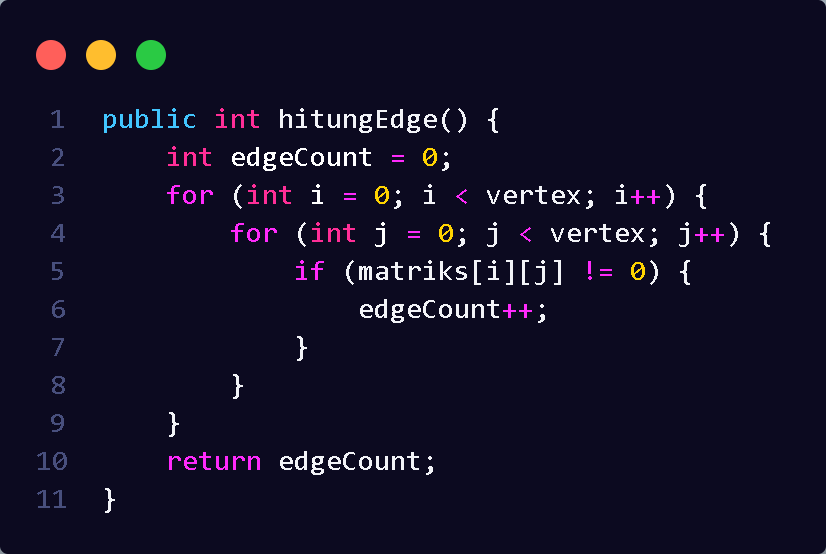 1 public int hitungEdge() {
2     int edgeCount = 0;
3     for (int i = 0; i < vertex; i++) {
4         for (int j = 0; j < vertex; j++) {
5             if (matriks[i][j] != 0) {
6                 edgeCount++;
7             }
8         }
9     }
10     return edgeCount;
11 }